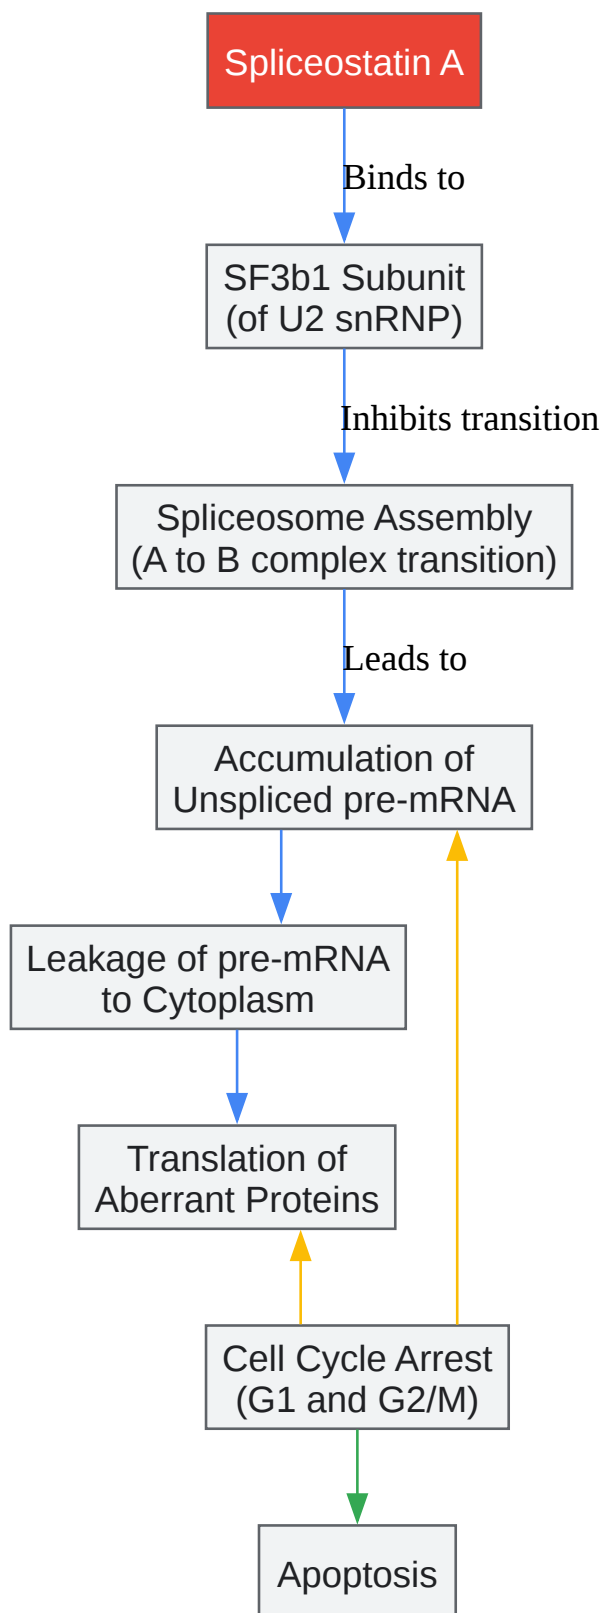 Spliceostatin A
Binds to
SF3b1 Subunit
(of U2 snRNP)
Inhibits transition
Spliceosome Assembly
(A to B complex transition)
Leads to
Accumulation of
Unspliced pre-mRNA
Leakage of pre-mRNA
to Cytoplasm
Translation of
Aberrant Proteins
Cell Cycle Arrest
(G1 and G2/M)
Apoptosis